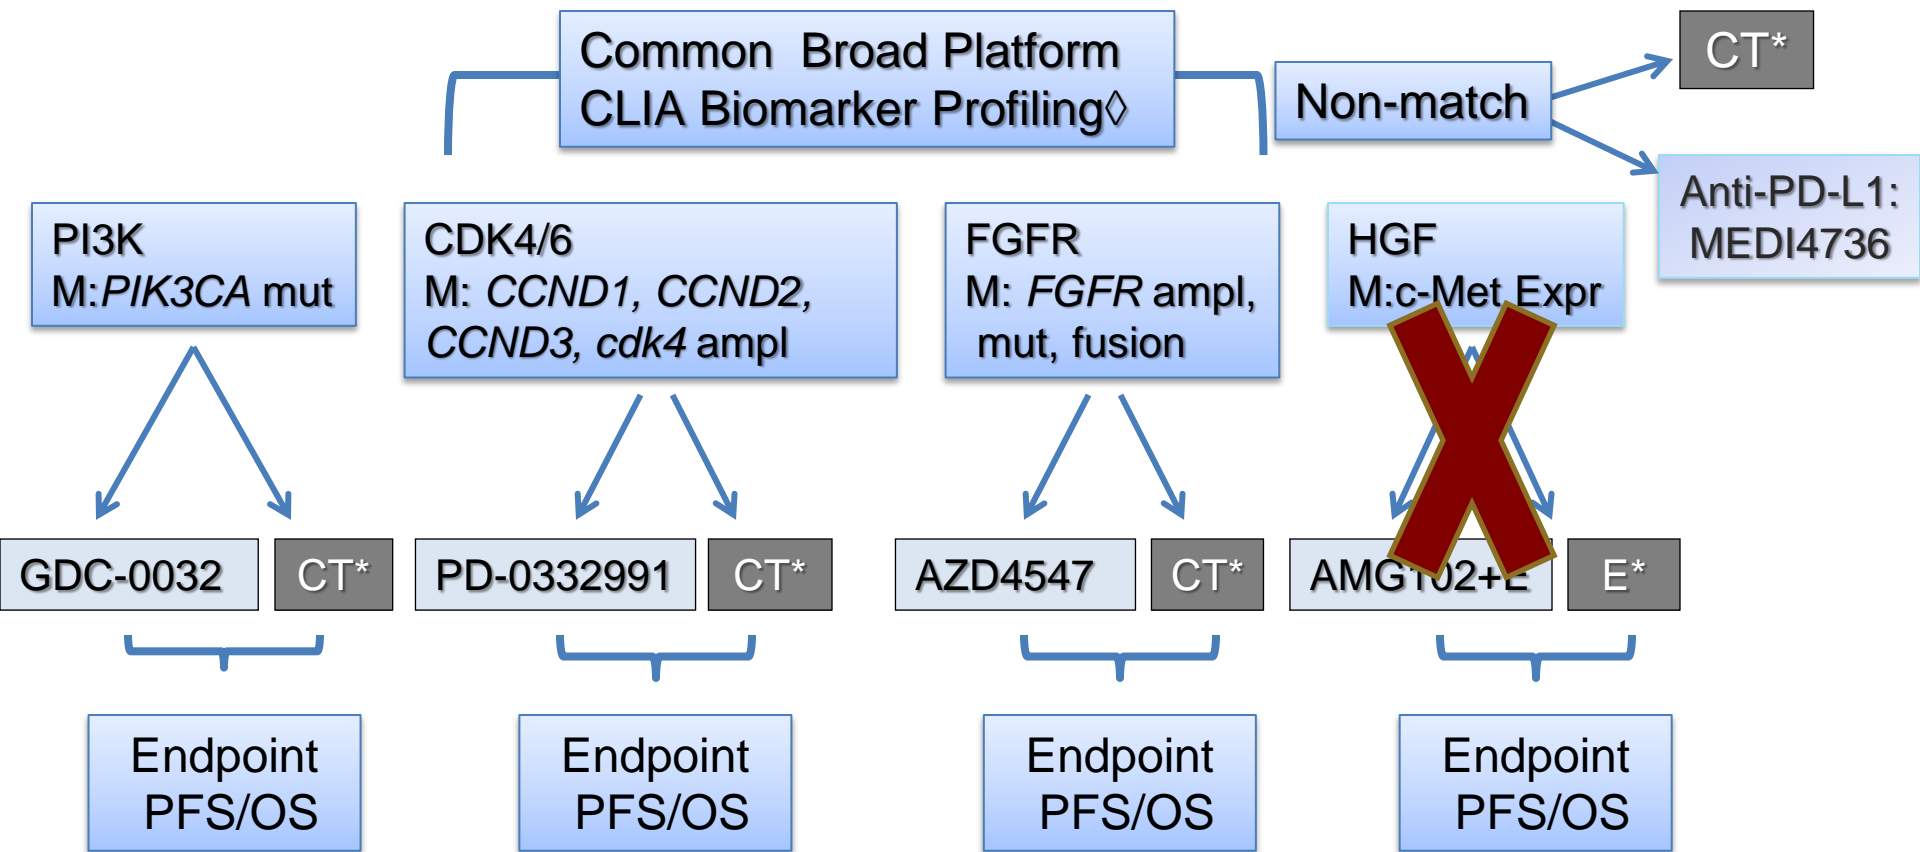 Common Broad Platform
CLIA Biomarker Profiling◊
Non-match
CT*
Anti-PD-L1:
MEDI4736
PI3K
M:PIK3CA mut
CDK4/6
M: CCND1, CCND2,
CCND3, cdk4 ampl
FGFR
M: FGFR ampl,
mut, fusion
HGF
M:c-Met Expr
GDC-0032
CT*
PD-0332991
CT*
AZD4547
CT*
AMG102+E
E*
Endpoint
PFS/OS
Endpoint
PFS/OS
Endpoint
PFS/OS
Endpoint
PFS/OS